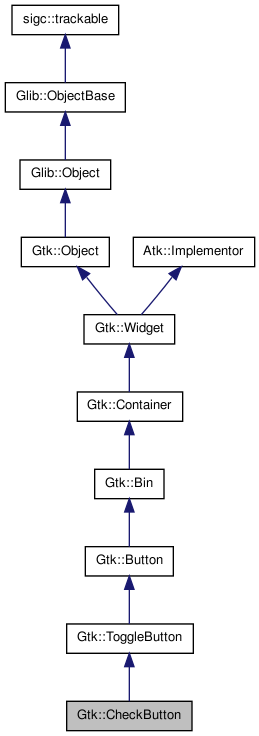 sigc::trackable
Glib::ObjectBase
Glib::Object
Gtk::Object
Atk::Implementor
Gtk::Widget
Gtk::Container
Gtk::Bin
Gtk::Button
Gtk::ToggleButton
Gtk::CheckButton